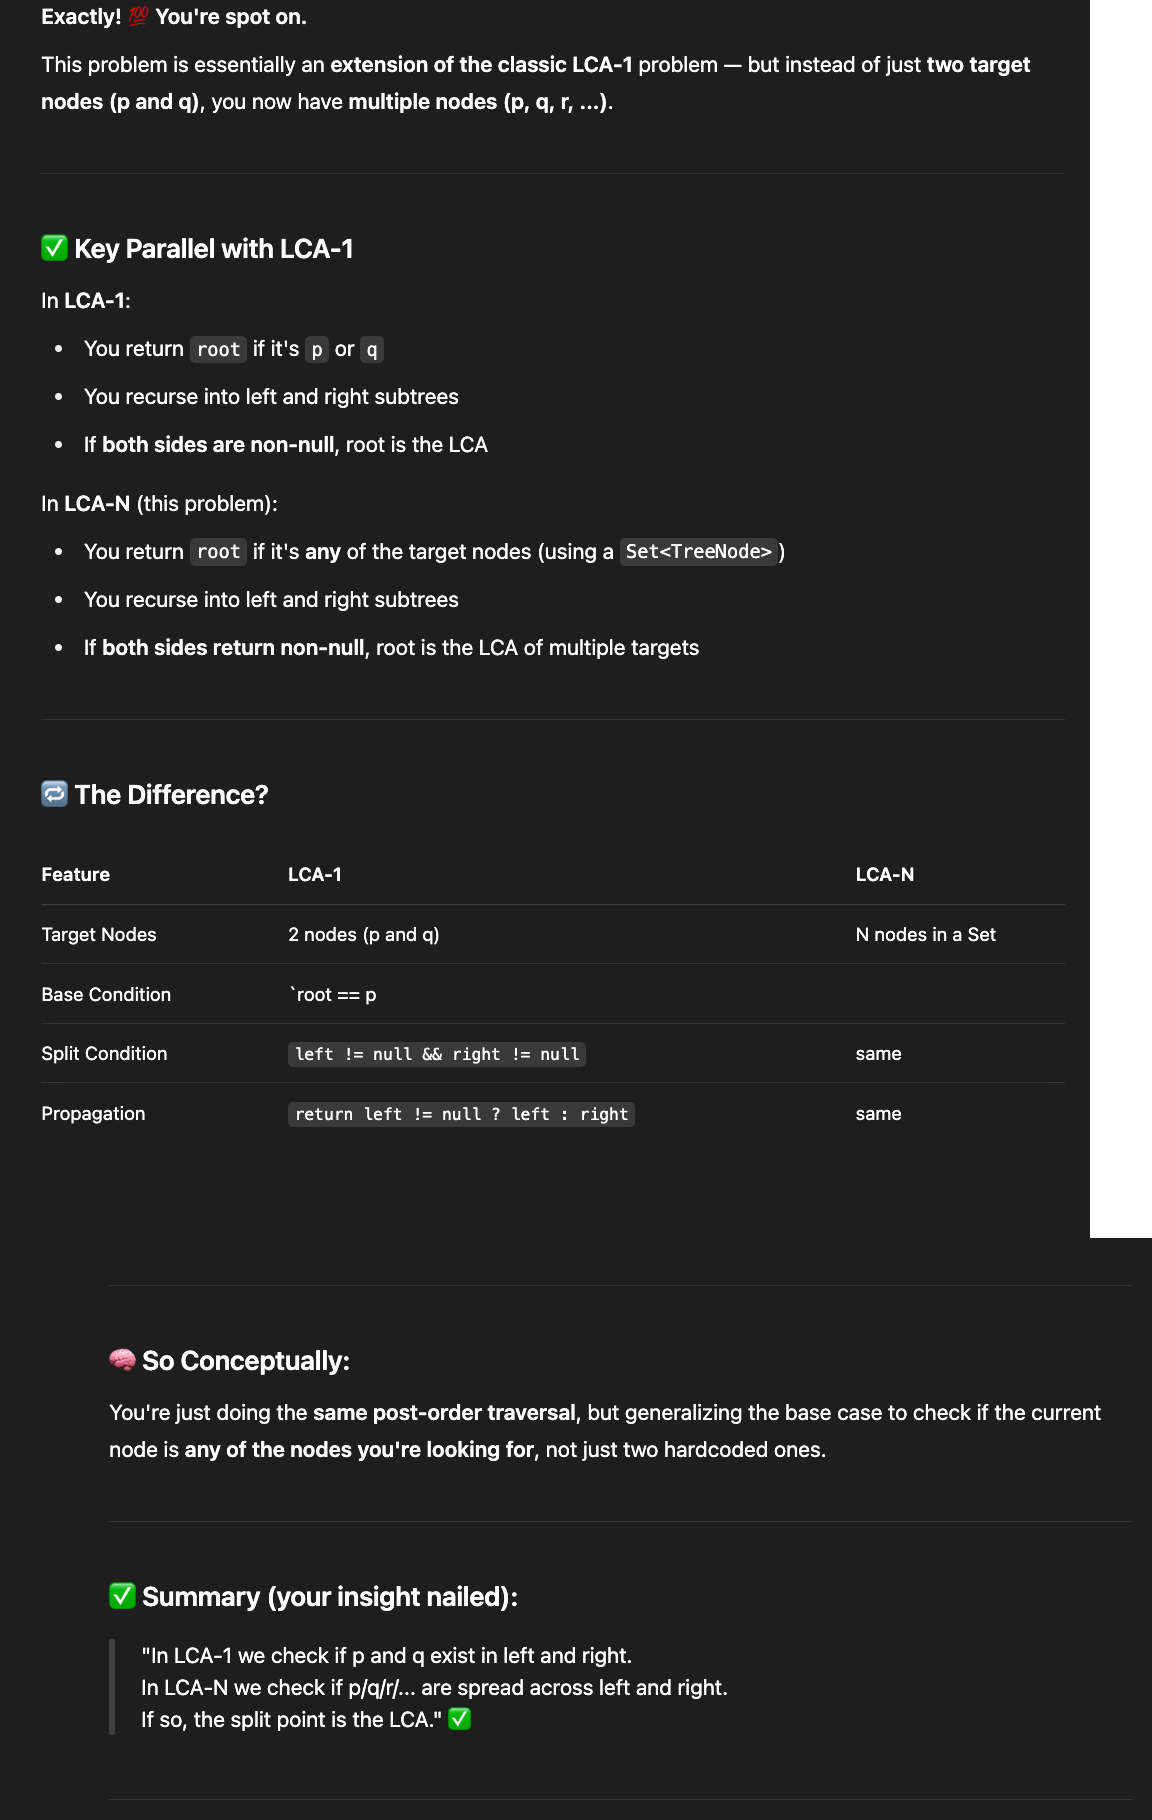 Exactly! 💯 You're spot on.
This problem is essentially an extension of the classic LCA-1 problem — but instead of just two target
nodes (p and q), you now have multiple nodes (p, q, r, ...).
✅ Key Parallel with LCA-1
In LCA-1:
• You return root if it's p or q
• You recurse into left and right subtrees
• If both sides are non-null, root is the LCA
In LCA-N (this problem):
• You return root if it's any of the target nodes (using a Set<TreeNode>)
• You recurse into left and right subtrees
• If both sides return non-null, root is the LCA of multiple targets
🔁 The Difference?
Feature LCA-1 LCA-N
Target Nodes 2 nodes (p and q) N nodes in a Set
Base Condition `root == p
Split Condition left != null && right != null same
Propagation return left != null ? left : right same
🧠 So Conceptually:
You're just doing the same post-order traversal, but generalizing the base case to check if the current
node is any of the nodes you're looking for, not just two hardcoded ones.
✅ Summary (your insight nailed):
"In LCA-1 we check if p and q exist in left and right.
In LCA-N we check if p/q/r/... are spread across left and right.
If so, the split point is the LCA." ✅